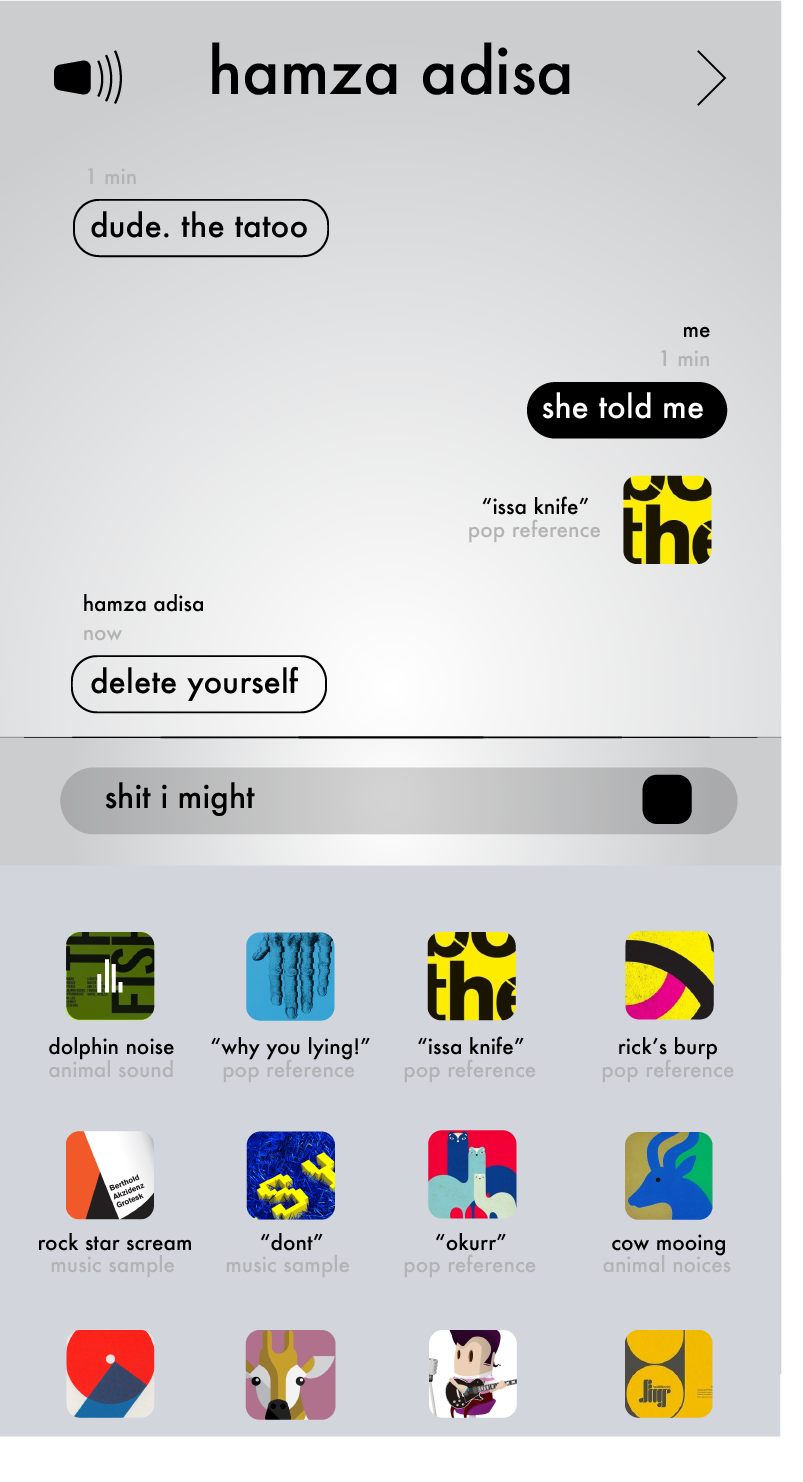 hamza adisa
1 min
dude. the tatoo
me
1 min
she told me
“issa knife”
pop reference
the
hamza adisa
now
delete yourself
shit i might
FISH
the
dolphin noise
animal sound
“why you lying!”
pop reference
“issa knife”
pop reference
rick’s burp
pop reference
Berthold
Akzidenz
Grotesk
rock star scream
music sample
“dont”
music sample
“okurr”
pop reference
cow mooing
animal noices